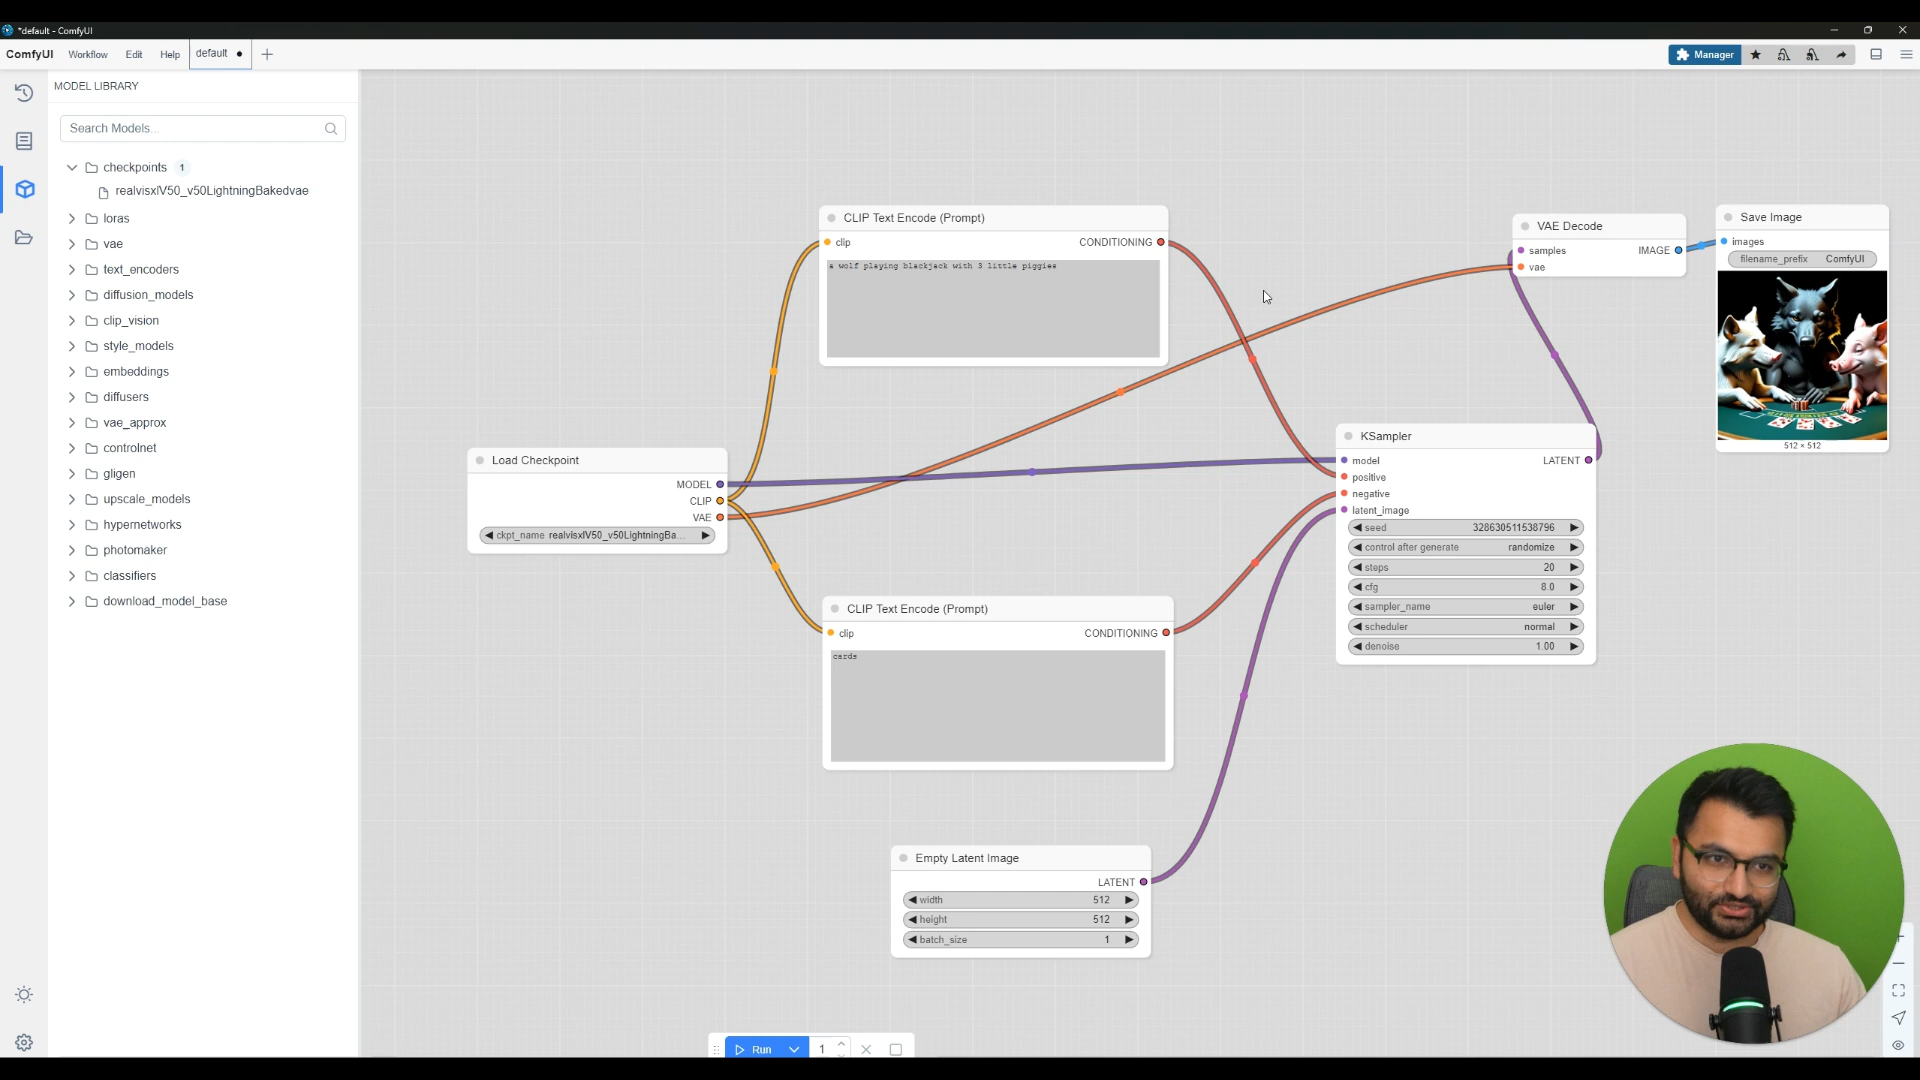 *default - ComfyUI
ComfyUI Workflow Edit Help default
Manager
MODEL LIBRARY
Search Models...
checkpoints 1
realvisxlV50_v50LightningBakedvae
loras
vae
text_encoders
diffusion_models
clip_vision
style_models
embeddings
diffusers
vae_approx
controlnet
gligen
upscale_models
hypernetworks
photomaker
classifiers
download_model_base
Load Checkpoint
MODEL
CLIP
VAE
ckpt_name realvisxlV50_v50LightningBa...
CLIP Text Encode (Prompt)
clip CONDITIONING
a wolf playing blackjack with 3 little piggies
CLIP Text Encode (Prompt)
clip CONDITIONING
cards
Empty Latent Image
LATENT
width 512
height 512
batch_size 1
KSampler
model LATENT
positive
negative
latent_image
seed 328630511538796
control after generate randomize
steps 20
cfg 8.0
sampler_name euler
scheduler normal
denoise 1.00
VAE Decode
samples IMAGE
vae
Save Image
images
filename_prefix ComfyUI
512 × 512
Run 1